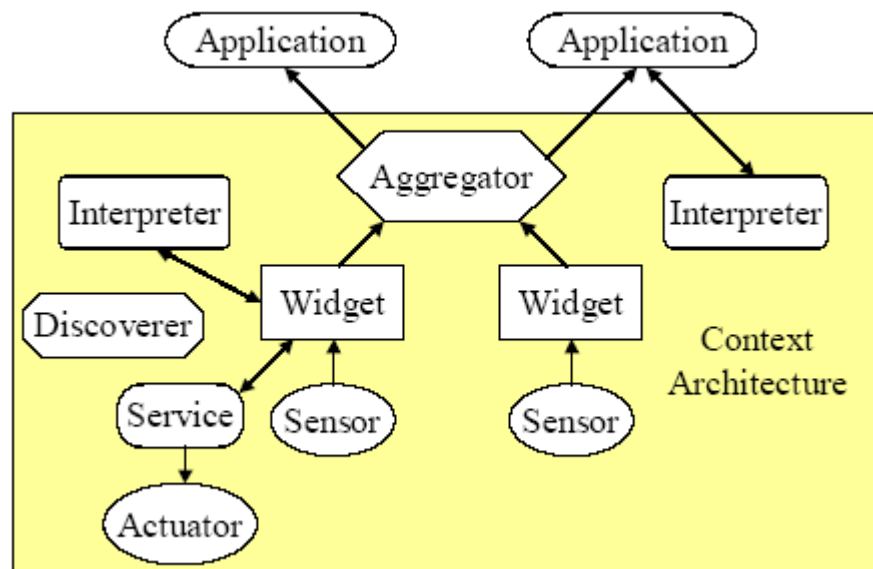 Application
Application
Aggregator
Interpreter
Interpreter
Widget
Widget
Discoverer
Context
Architecture
Service
Sensor
Sensor
Actuator